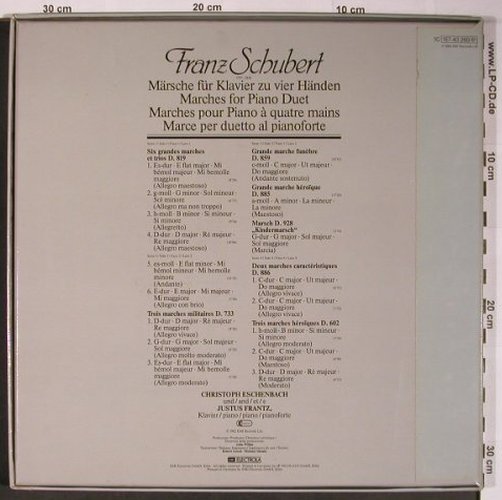 30 cm
20 cm
10 cm
Franz Schubert
Märsche für Klavier zu vier Händen
Marches for Piano Duet
Marches pour Piano à quatre mains
Marce per duetto al pianoforte
Six grandes marches
et trios D. 819
1. Es-dur · E flat major · Mi
bémol majeur · Mi bemolle
maggiore
(Allegro maestoso)
2. g-moll · G minor · Sol mineur ·
Sol minore
(Allegro ma non troppo)
3. h-moll · B minor · Si mineur ·
Si minore
(Allegretto)
4. D-dur · D major · Ré majeur ·
Re maggiore
(Allegro maestoso)
5. es-moll · E flat minor · Mi
bémol mineur · Mi bemolle
minore
(Andante)
6. E-dur · E major · Mi majeur ·
Mi maggiore
(Allegro con brio)
Trois marches militaires D. 733
1. D-dur · D major · Ré majeur ·
Re maggiore
(Allegro vivace)
2. G-dur · G major · Sol majeur ·
Sol maggiore
(Allegro molto moderato)
3. Es-dur · E flat major · Mi
bémol majeur · Mi bemolle
maggiore
(Allegro moderato)
Grande marche funèbre
D. 859
c-moll · C minor · Ut mineur ·
(Andante sostenuto)
Grande marche héroïque
D. 885
a-moll · A minor · La mineur ·
La minore
(Maestoso)
Marsch D. 928
„Kindermarsch"
G-dur · G major · Sol majeur ·
Sol maggiore
(Marcia)
Deux marches caractéristiques
D. 886
1. C-dur · C major · Ut majeur ·
Do maggiore
(Allegro vivace)
2. C-dur · C major · Ut majeur ·
Do maggiore
(Allegro vivace)
Trois marches héroïques D. 602
1. h-moll · B minor · Si mineur ·
Si minore
(Allegro moderato)
2. C-dur · C major · Ut majeur ·
Do maggiore
(Maestoso)
3. D-dur · D major · Ré majeur ·
Re maggiore
(Moderato)
CHRISTOPH ESCHENBACH
und / and / et / e
JUSTUS FRANTZ,
Klavier / piano / piano / pianoforte
EMI ELECTROLA
www.LP-CD.de
10 cm
20 cm
30 cm